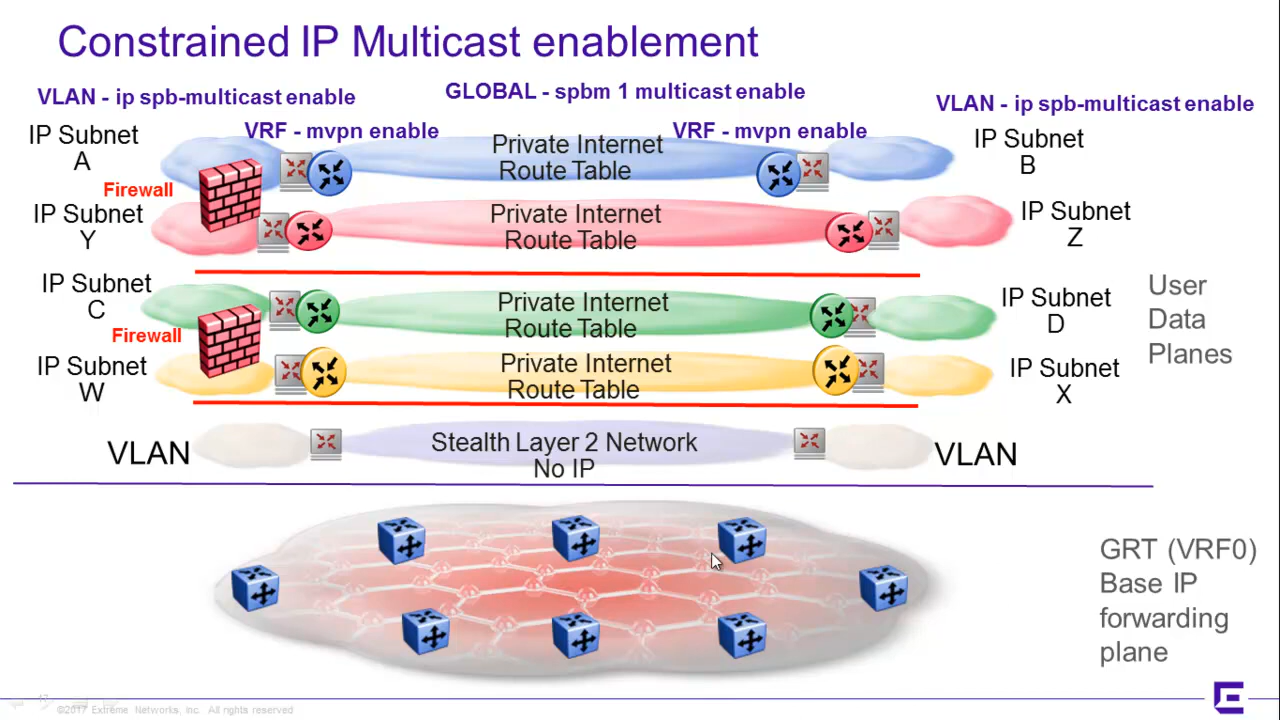 Constrained IP Multicast enablement
VLAN - ip spb-multicast enable
GLOBAL - spbm 1 multicast enable
VLAN - ip spb-multicast enable
VRF - mvpn enable
VRF - mvpn enable
IP Subnet
A
Private Internet
Route Table
IP Subnet
B
Firewall
IP Subnet
Y
Private Internet
Route Table
IP Subnet
Z
IP Subnet
C
Private Internet
Route Table
IP Subnet
D
Firewall
IP Subnet
W
Private Internet
Route Table
IP Subnet
X
User
Data
Planes
VLAN
Stealth Layer 2 Network
No IP
VLAN
GRT (VRF0)
Base IP
forwarding
plane
©2017 Extreme Networks, Inc. All rights reserved